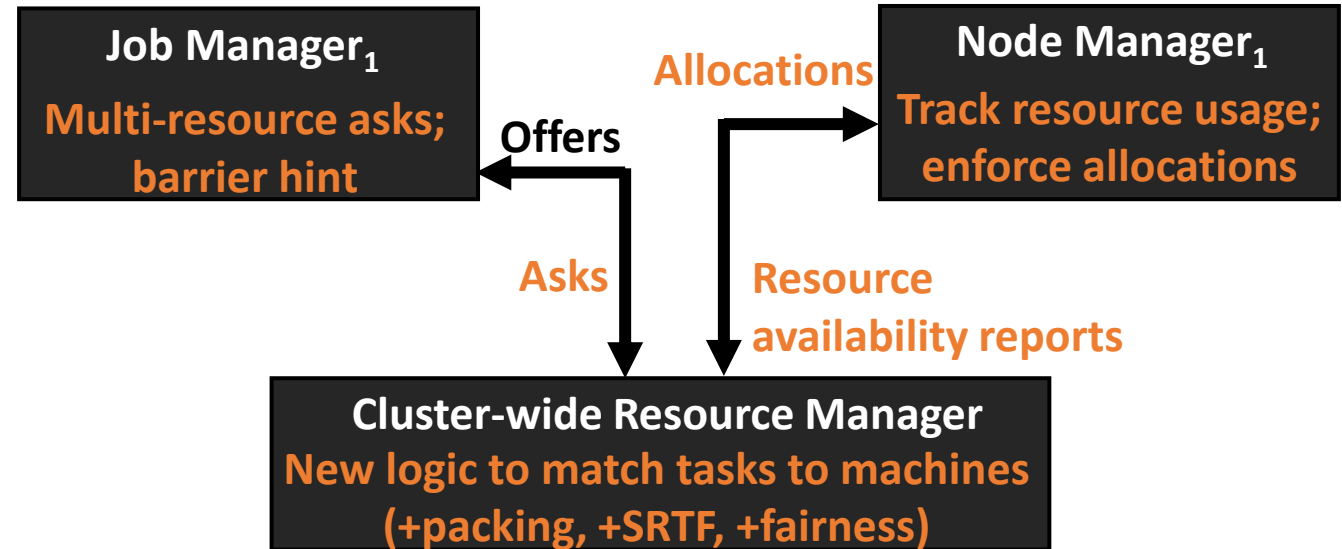 Job Manager₁
Multi-resource asks;
barrier hint
Offers
Asks
Allocations
Node Manager₁
Track resource usage;
enforce allocations
Resource
availability reports
Cluster-wide Resource Manager
New logic to match tasks to machines
(+packing, +SRTF, +fairness)